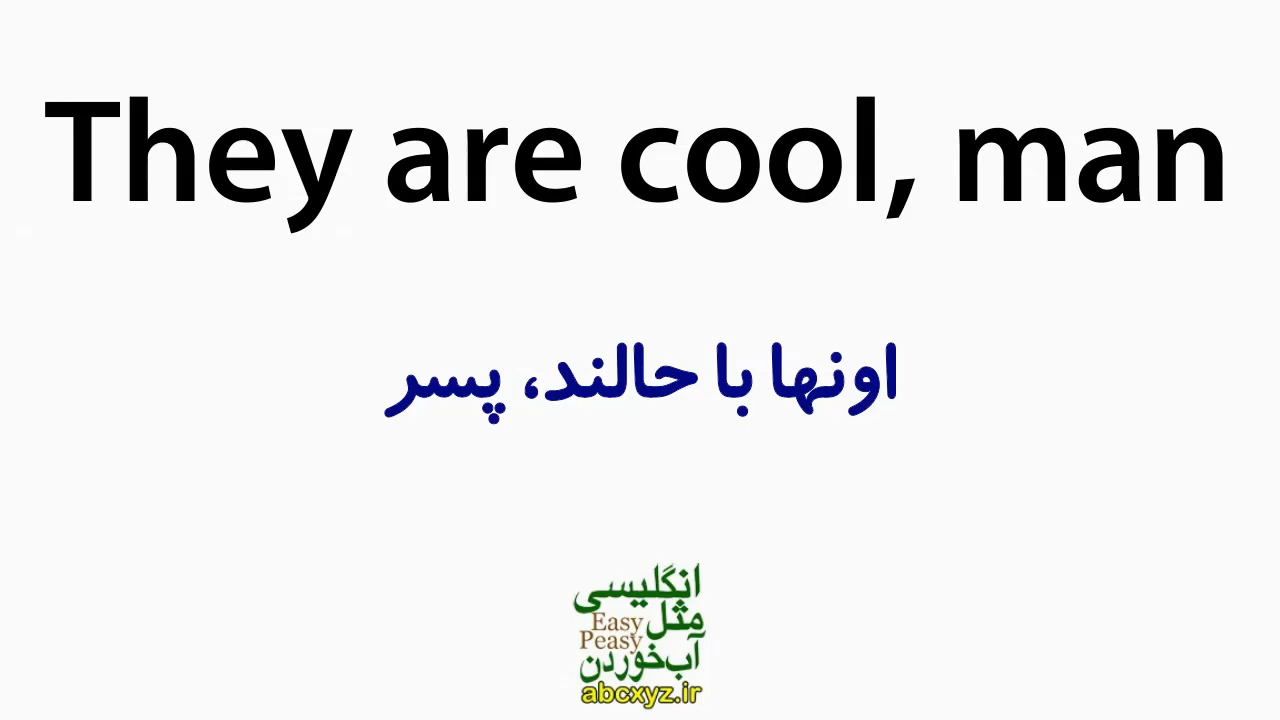 They are cool, man
اونها با حالند، پسر
انگلیسی
مثل
Easy
Peasy
آب خوردن
abcxyz.ir